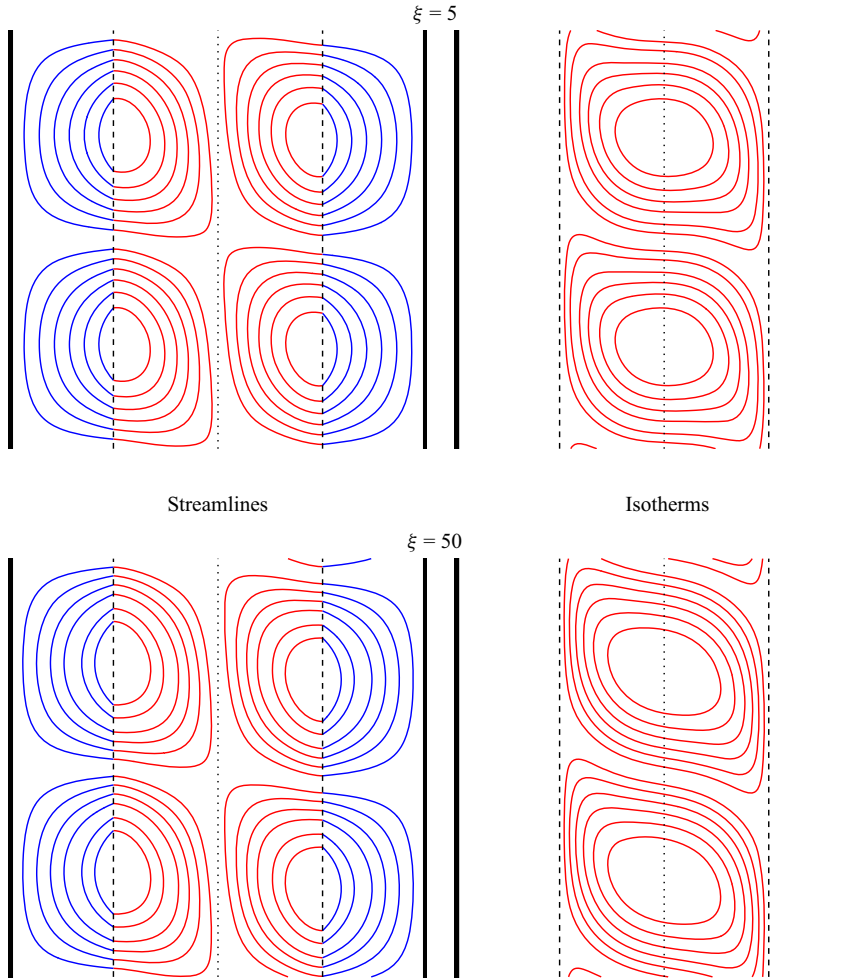 ξ = 5
Streamlines
Isotherms
ξ = 50